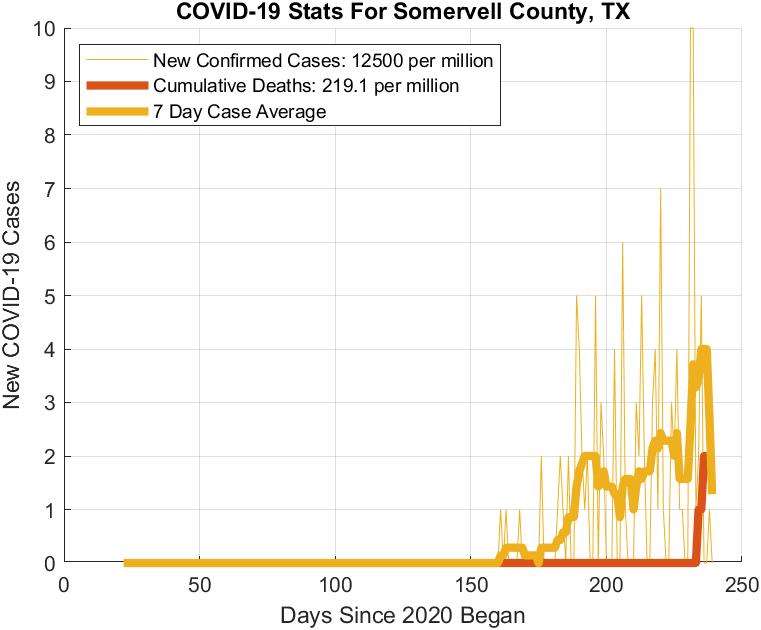 COVID-19 Stats For Somervell County, TX
New Confirmed Cases: 12500 per million
Cumulative Deaths: 219.1 per million
7 Day Case Average
New COVID-19 Cases
10
9
8
7
6
5
4
3
2
1
0
0 50 100 150 200 250
Days Since 2020 Began